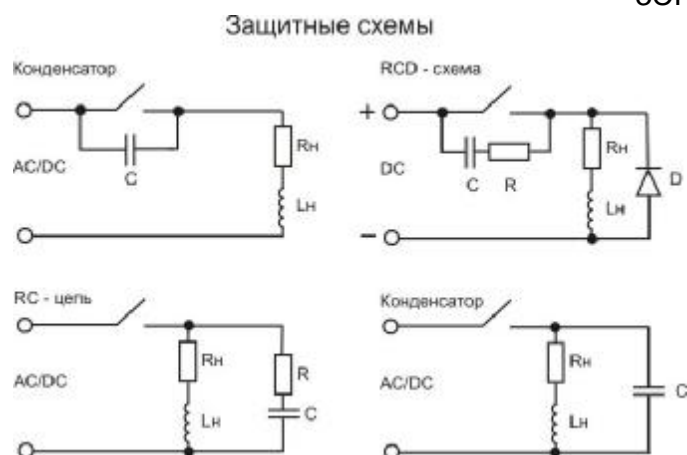 Защитные схемы
Конденсатор
AC/DC
C
Rн
Lн
RCD - схема
+
DC
−
C R
Rн
Lн
D
RC - цепь
AC/DC
Rн
Lн
R
C
Конденсатор
AC/DC
Rн
Lн
C